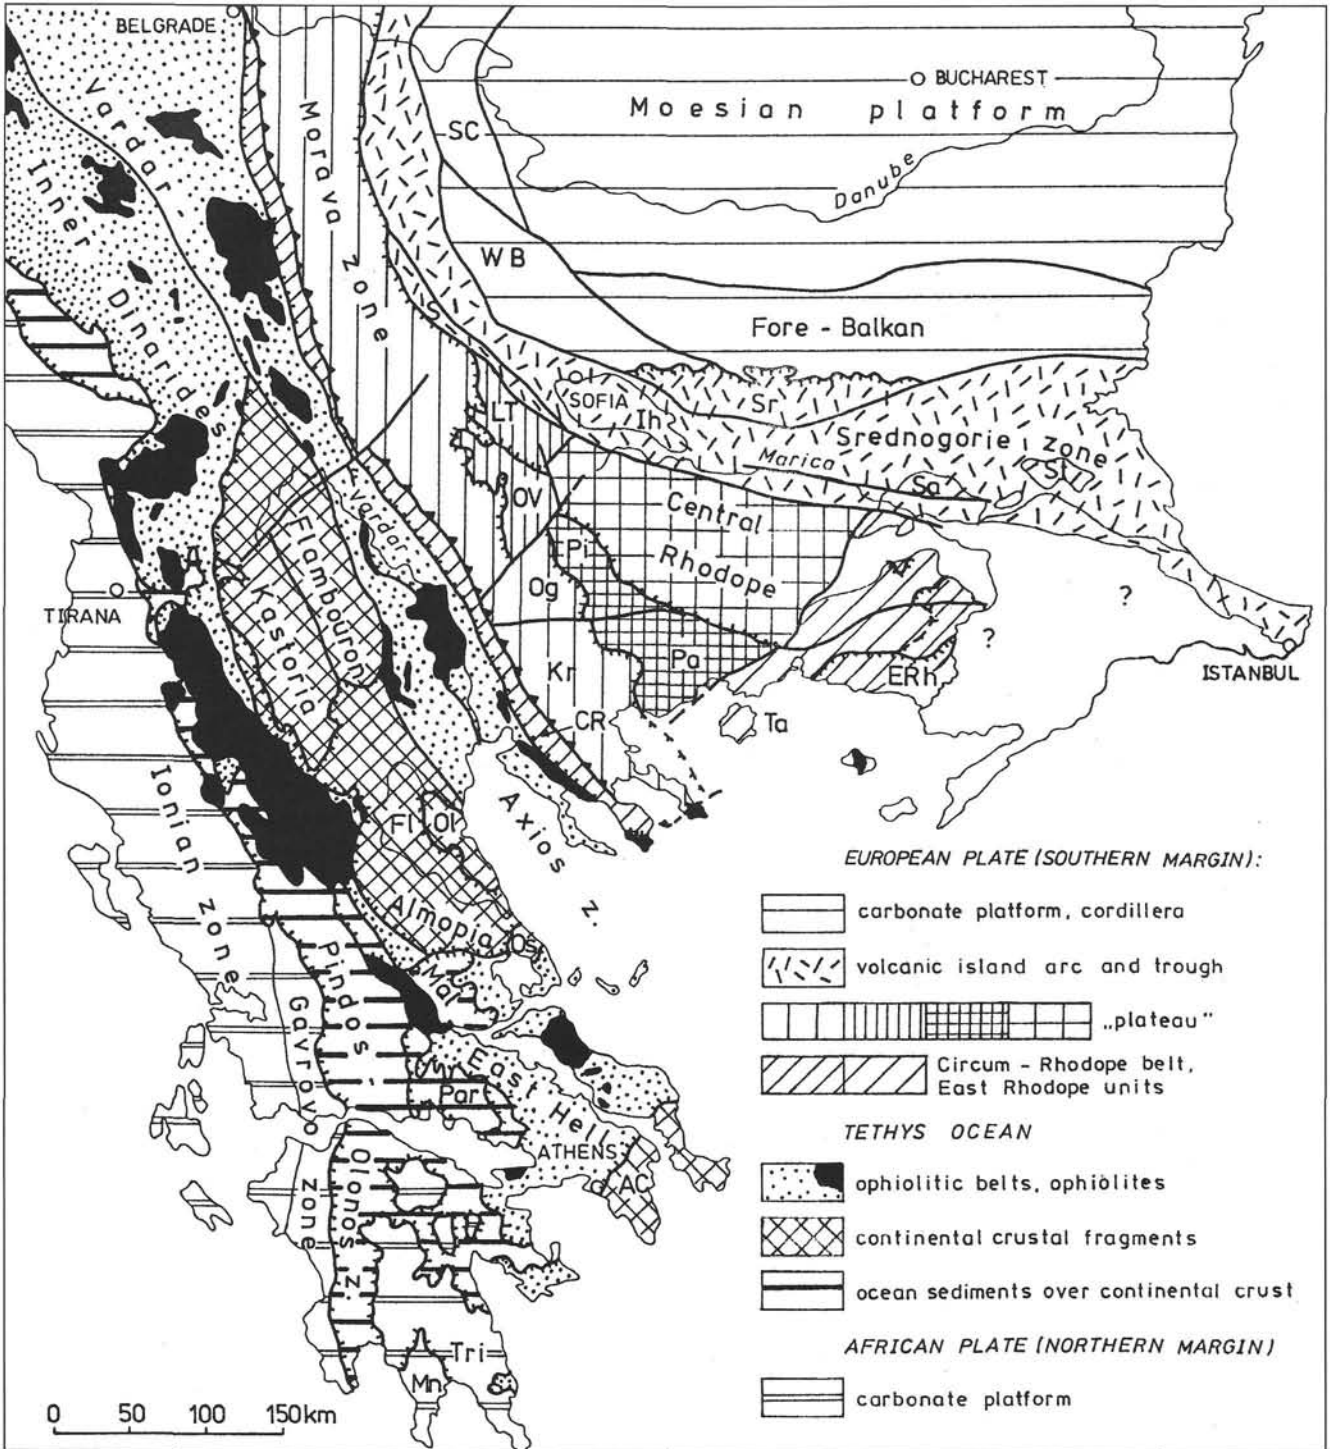 BELGRADE
BUCHAREST
Moesian platform
Danube
SC
WB
Vardar -
Inner Dinardes
Morava zone
Fore - Balkan
SOFIA
Ih
Sr
Srednogorie zone
Marica
Sa
St
LT
OV
Central Rhodope
Pi
Og
Pa
Kr
CR
ERh
Ta
?
?
ISTANBUL
Vardar
Flambouron
Kastoria
TIRANA
Ionian zone
Axios z.
Fl
Ol
Almopia
Os
Mal
Pindos -
Gavrovo zone
East Hell.
Par
ATHENS
AC
Olonos z.
Tri
Mn
EUROPEAN PLATE (SOUTHERN MARGIN):
carbonate platform, cordillera
volcanic island arc and trough
„plateau”
Circum - Rhodope belt,
East Rhodope units
TETHYS OCEAN
ophiolitic belts, ophiolites
continental crustal fragments
ocean sediments over continental crust
AFRICAN PLATE (NORTHERN MARGIN)
carbonate platform
0 50 100 150km